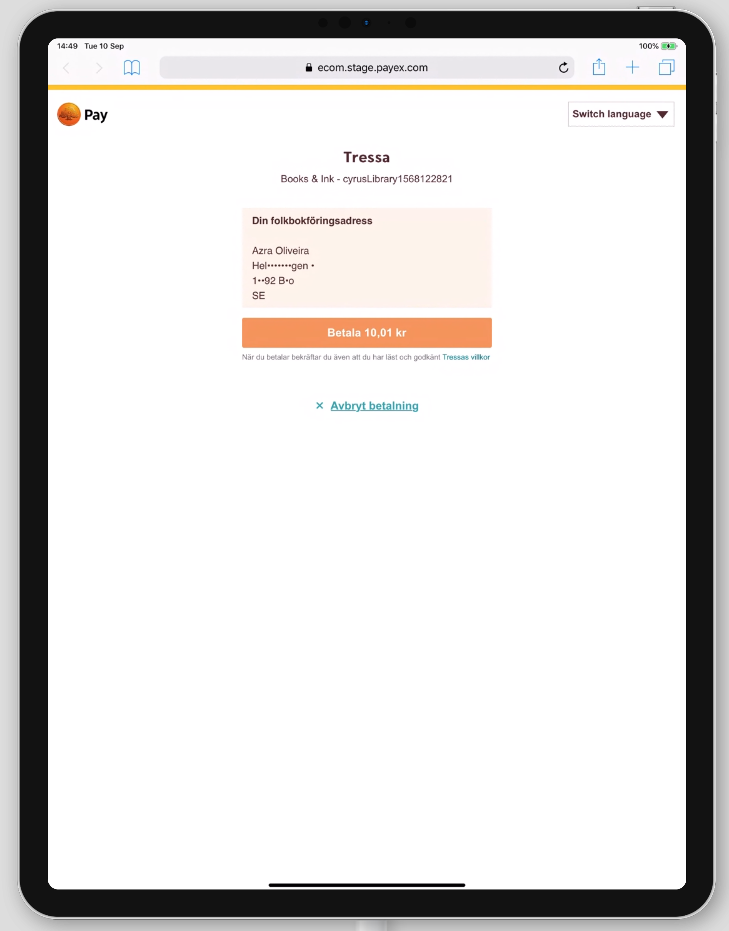 14:49 Tue 10 Sep 100%
ecom.stage.payex.com
Pay
Switch language
Tressa
Books & Ink - cyrusLibrary1568122821
Din folkbokföringsadress
Azra Oliveira
Hel•••••••gen •
1••92 B•o
SE
Betala 10,01 kr
När du betalar bekräftar du även att du har läst och godkänt Tressas villkor
× Avbryt betalning